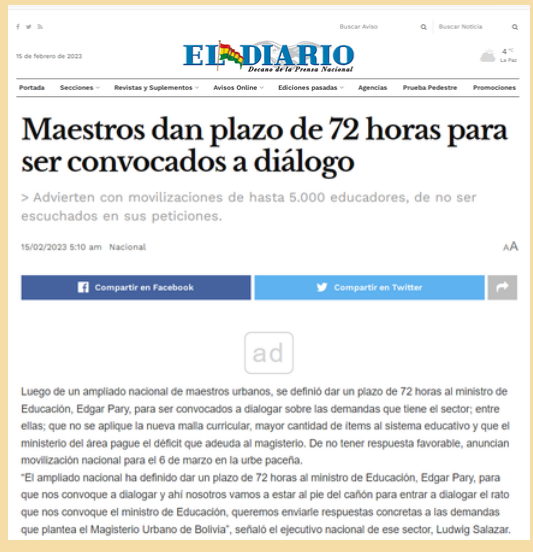 Buscar Aviso
Buscar Noticia
15 de febrero de 2023
EL DIARIO
Decano de la Prensa Nacional
4 °C
La Paz
Portada Secciones Revistas y Suplementos Avisos Online Ediciones pasadas Agencias Prueba Pedestre Promociones
Maestros dan plazo de 72 horas para
ser convocados a diálogo
> Advierten con movilizaciones de hasta 5.000 educadores, de no ser
escuchados en sus peticiones.
15/02/2023 5:10 am Nacional
AA
Compartir en Facebook
Compartir en Twitter
ad
Luego de un ampliado nacional de maestros urbanos, se definió dar un plazo de 72 horas al ministro de
Educación, Edgar Pary, para ser convocados a dialogar sobre las demandas que tiene el sector; entre
ellas; que no se aplique la nueva malla curricular, mayor cantidad de ítems al sistema educativo y que el
ministerio del área pague el déficit que adeuda al magisterio. De no tener respuesta favorable, anuncian
movilización nacional para el 6 de marzo en la urbe paceña.
“El ampliado nacional ha definido dar un plazo de 72 horas al ministro de Educación, Edgar Pary, para
que nos convoque a dialogar y ahí nosotros vamos a estar al pie del cañón para entrar a dialogar el rato
que nos convoque el ministro de Educación, queremos enviarle respuestas concretas a las demandas
que plantea el Magisterio Urbano de Bolivia”, señaló el ejecutivo nacional de ese sector, Ludwig Salazar.